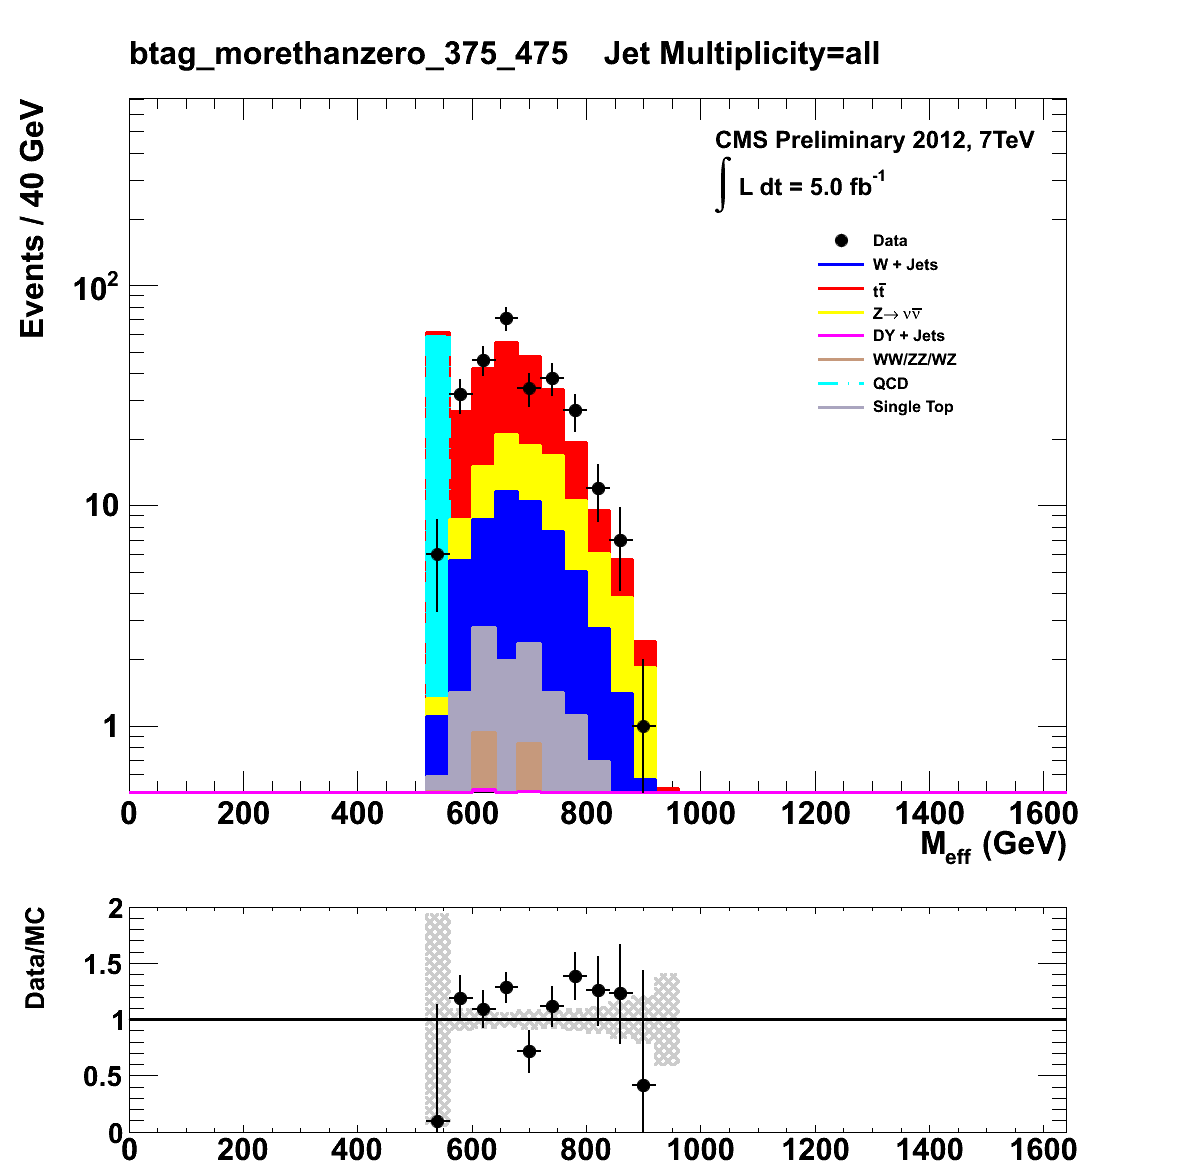 btag_morethanzero_375_475 Jet Multiplicity=all
Events / 40 GeV
CMS Preliminary 2012, 7TeV
∫ L dt = 5.0 fb⁻¹
Data
W + Jets
tt̄
Z→ νν̄
DY + Jets
WW/ZZ/WZ
QCD
Single Top
10²
10
1
0 200 400 600 800 1000 1200 1400 1600
M_eff (GeV)
Data/MC
2
1.5
1
0.5
0
0 200 400 600 800 1000 1200 1400 1600